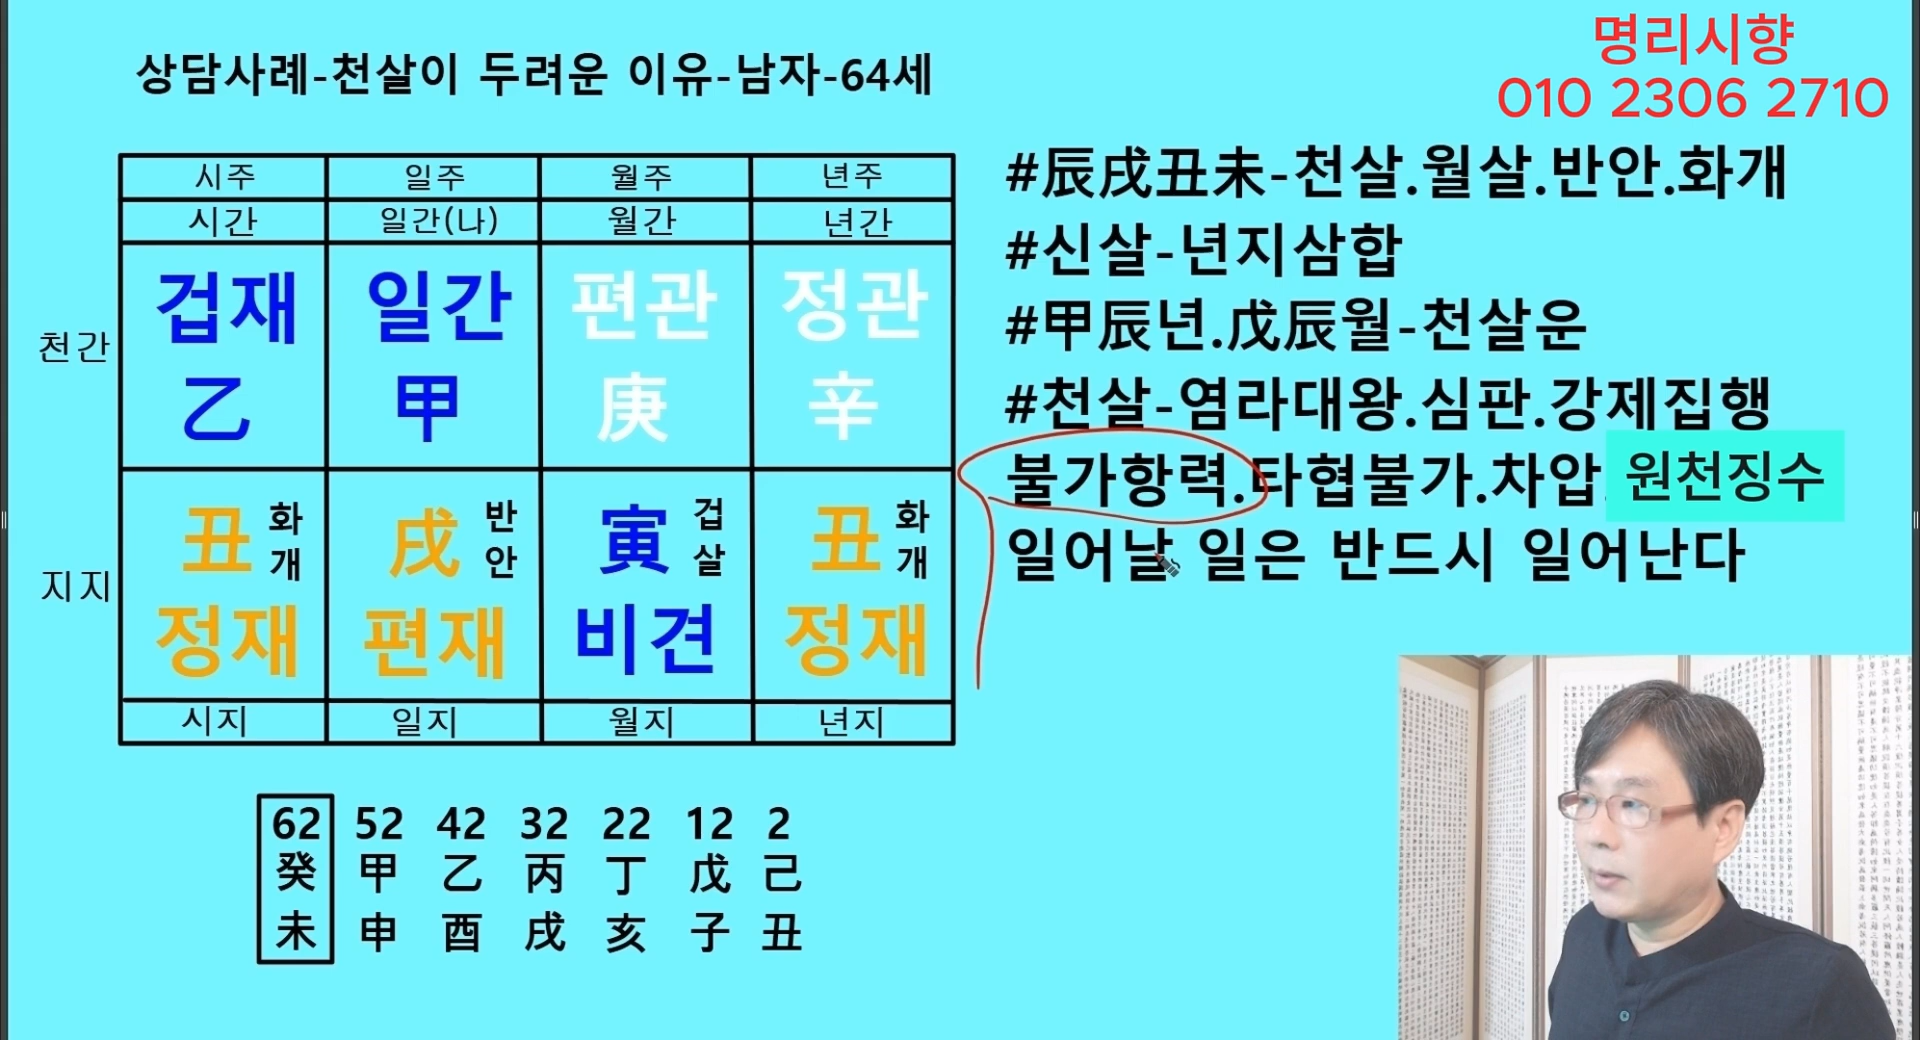 상담사례-천살이 두려운 이유-남자-64세
명리시향
010 2306 2710
시주 일주 월주 년주
시간 일간(나) 월간 년간
천간
겁재 일간 편관 정관
乙 甲 庚 辛
지지
丑 화개 戌 반안 寅 겁살 丑 화개
정재 편재 비견 정재
시지 일지 월지 년지
62 52 42 32 22 12 2
癸 甲 乙 丙 丁 戊 己
未 申 酉 戌 亥 子 丑
#辰戌丑未-천살.월살.반안.화개
#신살-년지삼합
#甲辰년.戊辰월-천살운
#천살-염라대왕.심판.강제집행
불가항력.타협불가.차압. 원천징수
일어날 일은 반드시 일어난다